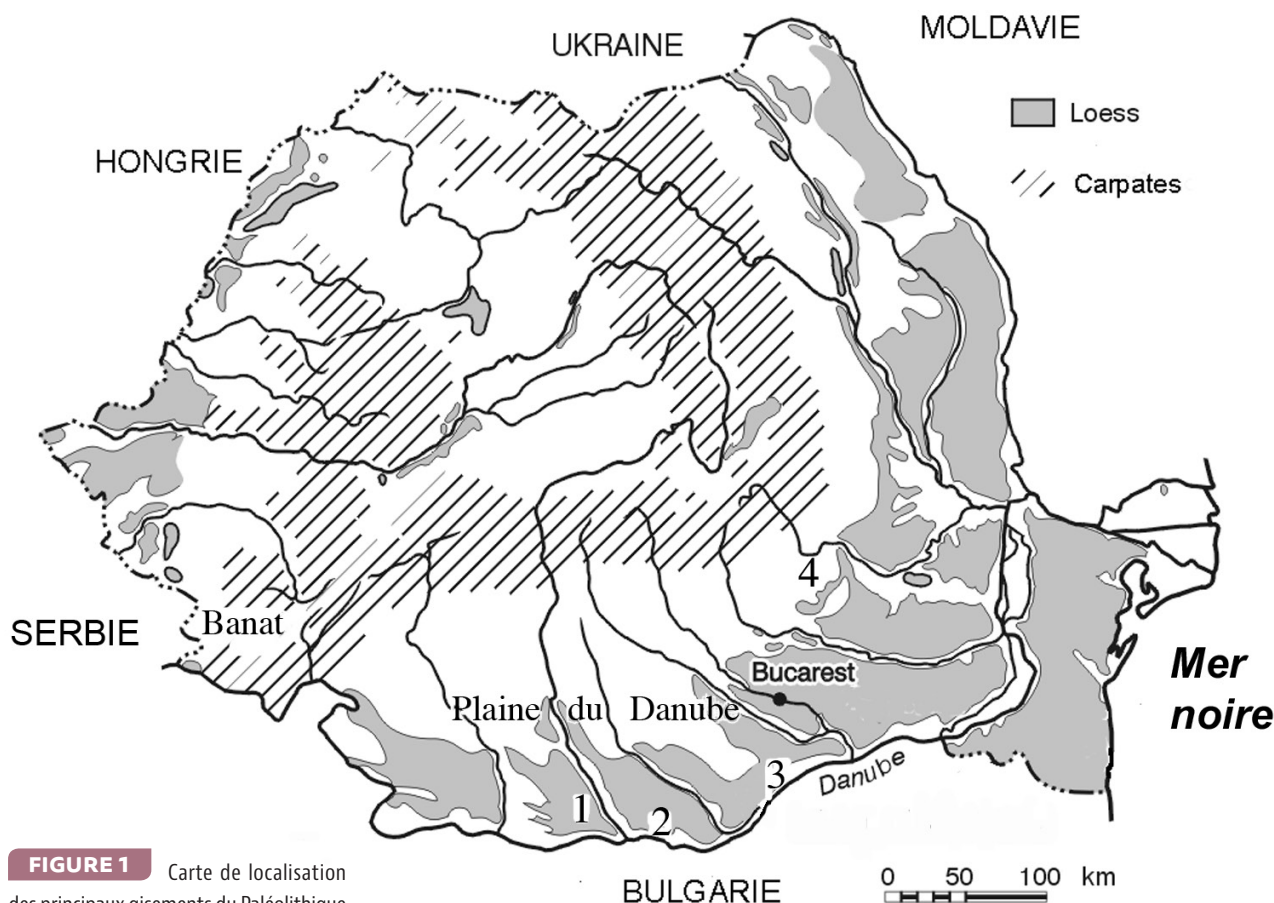 UKRAINE
MOLDAVIE
Loess
HONGRIE
Carpates
SERBIE
Banat
4
Mer
noire
Bucarest
Plaine du Danube
Danube
1
2
3
FIGURE 1 Carte de localisation
des principaux gisements du Paléolithique
BULGARIE
0 50 100 km